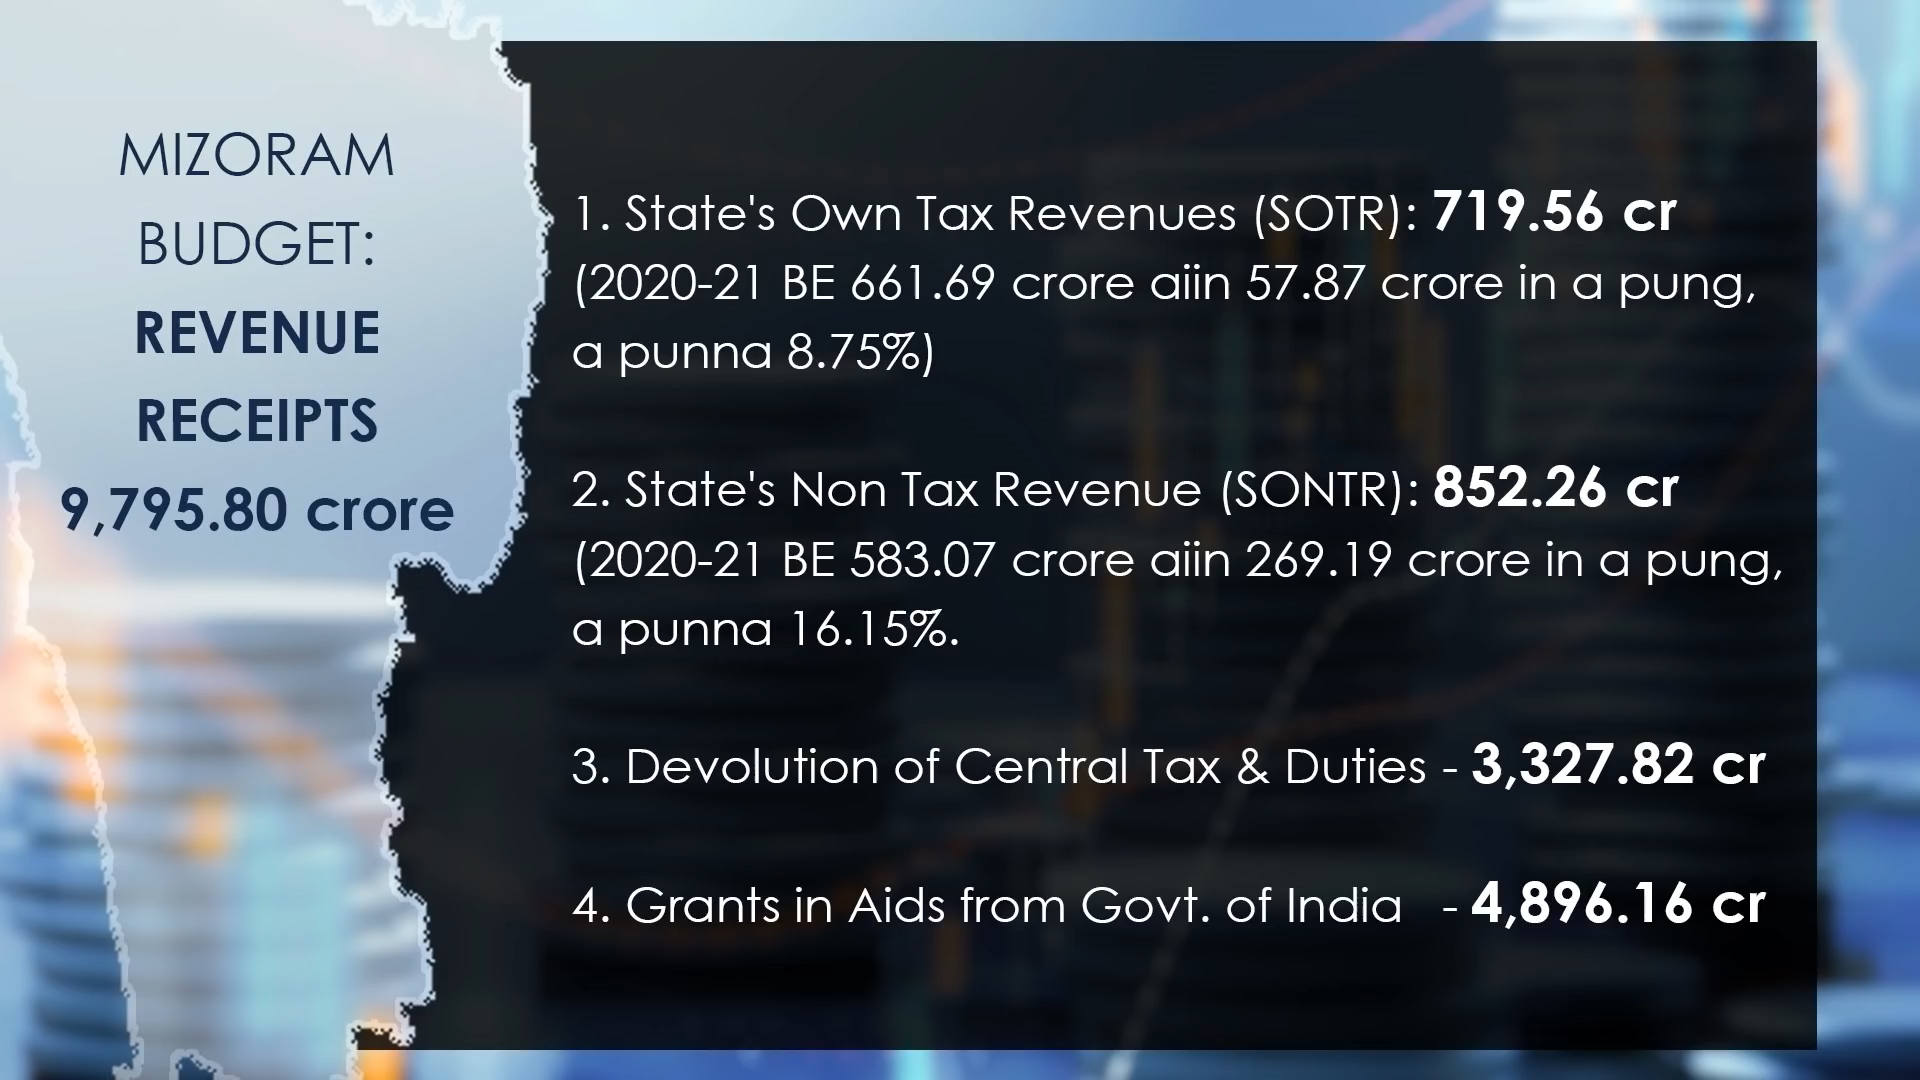 MIZORAM
BUDGET:
REVENUE
RECEIPTS
9,795.80 crore
1. State's Own Tax Revenues (SOTR): 719.56 cr
(2020-21 BE 661.69 crore aiin 57.87 crore in a pung,
a punna 8.75%)
2. State's Non Tax Revenue (SONTR): 852.26 cr
(2020-21 BE 583.07 crore aiin 269.19 crore in a pung,
a punna 16.15%.
3. Devolution of Central Tax & Duties - 3,327.82 cr
4. Grants in Aids from Govt. of India - 4,896.16 cr